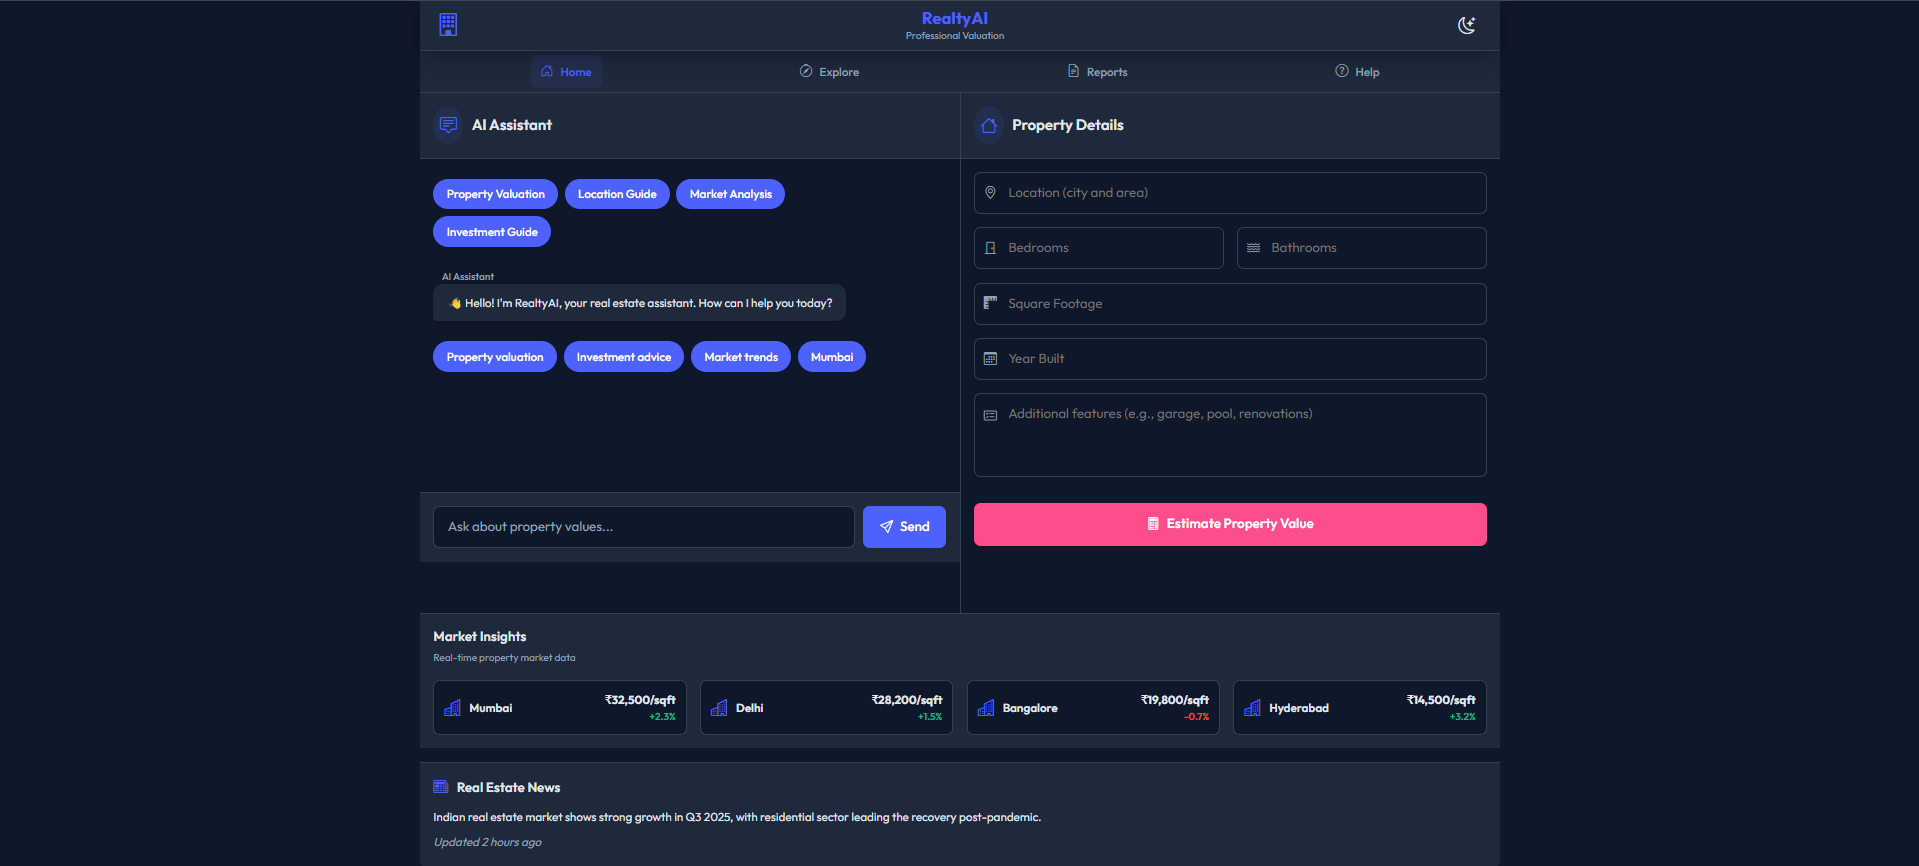 RealtyAI
Professional Valuation
Home
Explore
Reports
Help
AI Assistant
Property Valuation
Location Guide
Market Analysis
Investment Guide
AI Assistant
👋 Hello! I'm RealtyAI, your real estate assistant. How can I help you today?
Property valuation
Investment advice
Market trends
Mumbai
Ask about property values...
Send
Property Details
Location (city and area)
Bedrooms
Bathrooms
Square Footage
Year Built
Additional features (e.g., garage, pool, renovations)
Estimate Property Value
Market Insights
Real-time property market data
Mumbai
₹32,500/sqft
+2.3%
Delhi
₹28,200/sqft
+1.5%
Bangalore
₹19,800/sqft
-0.7%
Hyderabad
₹14,500/sqft
+3.2%
Real Estate News
Indian real estate market shows strong growth in Q3 2025, with residential sector leading the recovery post-pandemic.
Updated 2 hours ago